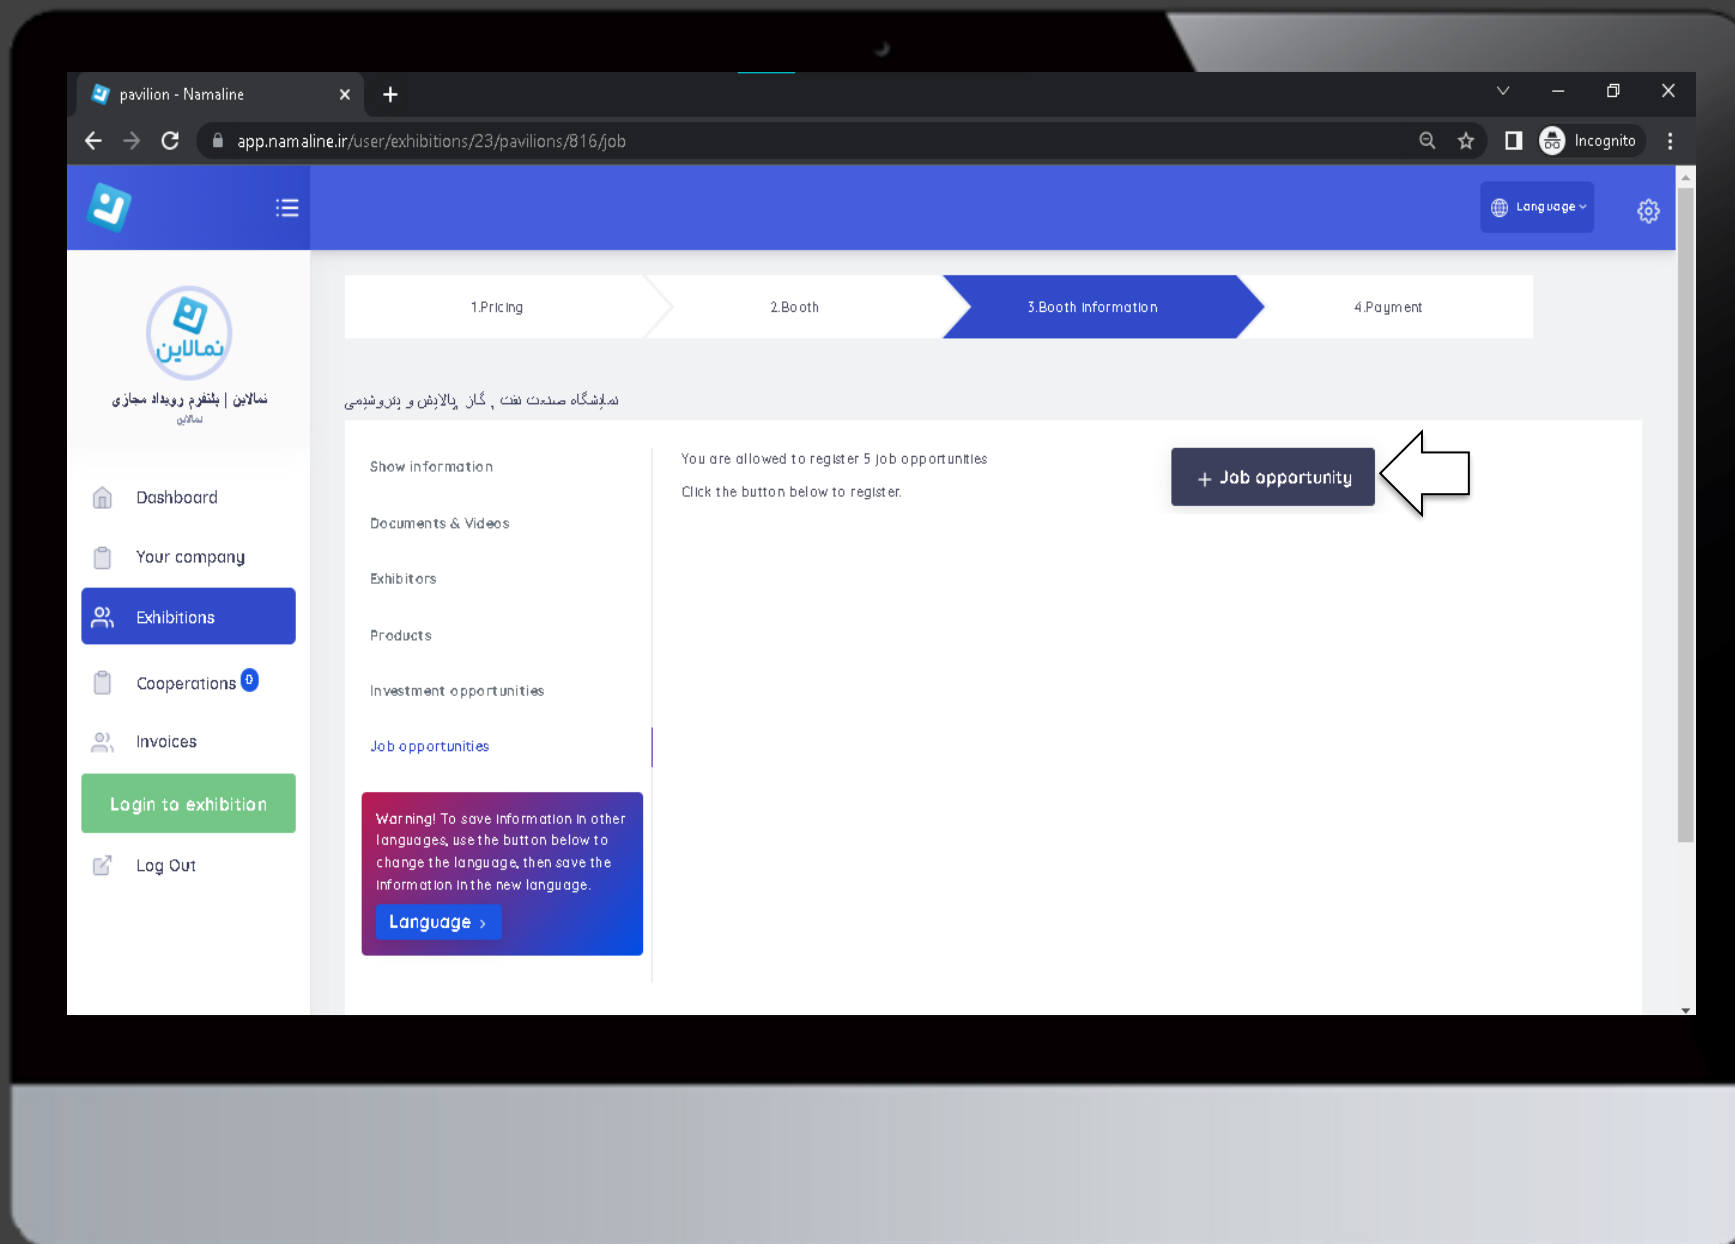 pavilion - Namaline
app.namaline.ir/user/exhibitions/23/pavilions/816/job
Incognito
Language
نمالاین
نمالاین | پلتفرم رویداد مجازی
نمالاین
Dashboard
Your company
Exhibitions
Cooperations 0
Invoices
Login to exhibition
Log Out
1.Pricing
2.Booth
3.Booth information
4.Payment
نمایشگاه صنعت نفت , گاز, پالایش و پتروشیمی
Show information
Documents & Videos
Exhibitors
Products
Investment opportunities
Job opportunities
Warning! To save information in other
languages, use the button below to
change the language, then save the
information in the new language.
Language >
You are allowed to register 5 job opportunities
Click the button below to register.
+ Job opportunity